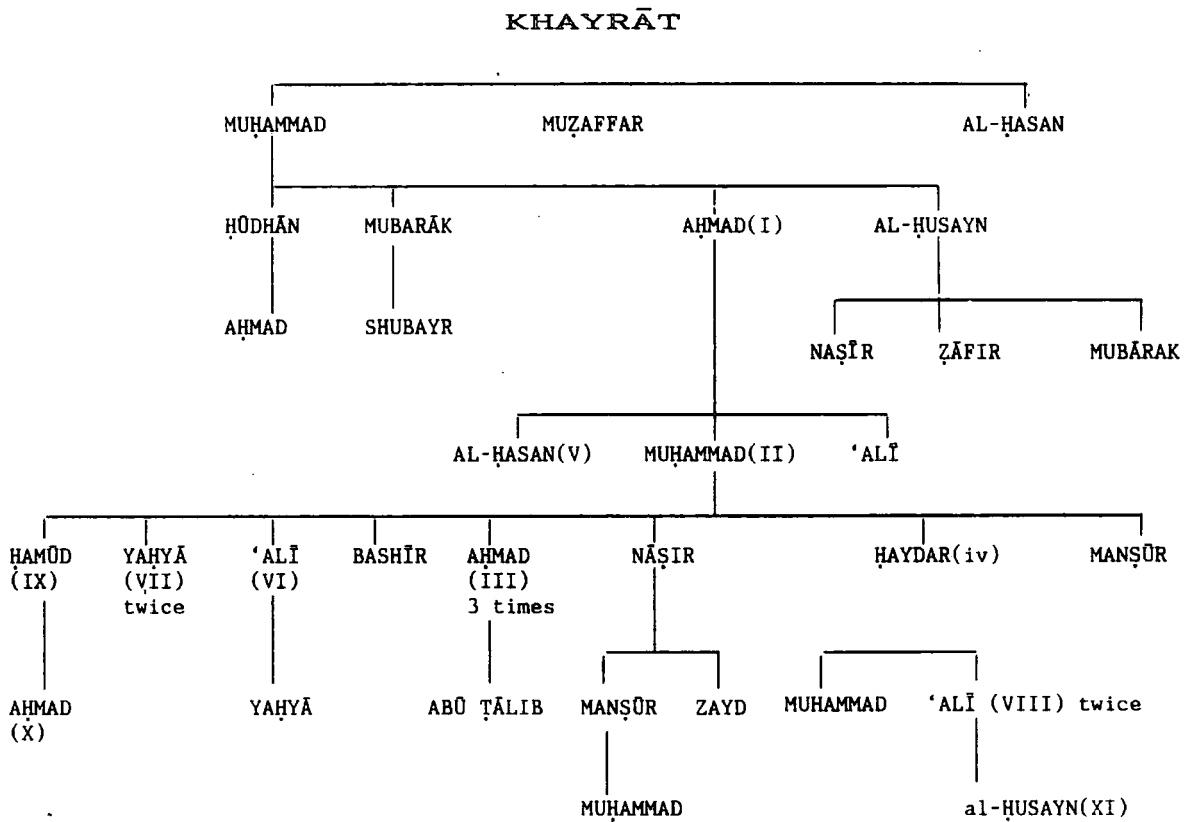 KHAYRĀT
MUḤAMMAD MUẒAFFAR AL-ḤASAN
ḤŪDHĀN MUBARĀK AḤMAD(I) AL-ḤUSAYN
AḤMAD SHUBAYR
NAṢĪR ẒĀFIR MUBĀRAK
AL-ḤASAN(V) MUḤAMMAD(II) ‘ALĪ
ḤAMŪD YAḤYĀ ‘ALĪ BASHĪR AḤMAD NĀṢIR ḤAYDAR(iv) MANṢŪR
(IX) (VII) (VI) (III)
twice 3 times
AḤMAD YAḤYĀ ABŪ ṬĀLIB MANṢŪR ZAYD MUHAMMAD ‘ALĪ (VIII) twice
(X)
MUḤAMMAD al-ḤUSAYN(XI)